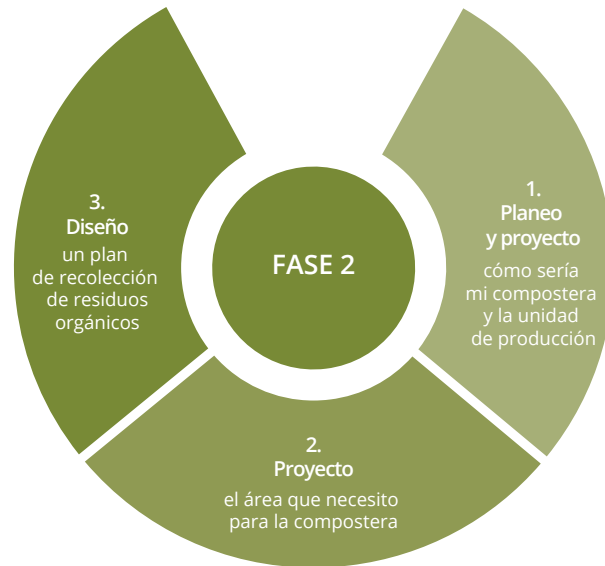 FASE 2
1.
Planeo
y proyecto
cómo sería
mi compostera
y la unidad
de producción
2.
Proyecto
el área que necesito
para la compostera
3.
Diseño
un plan
de recolección
de residuos
orgánicos